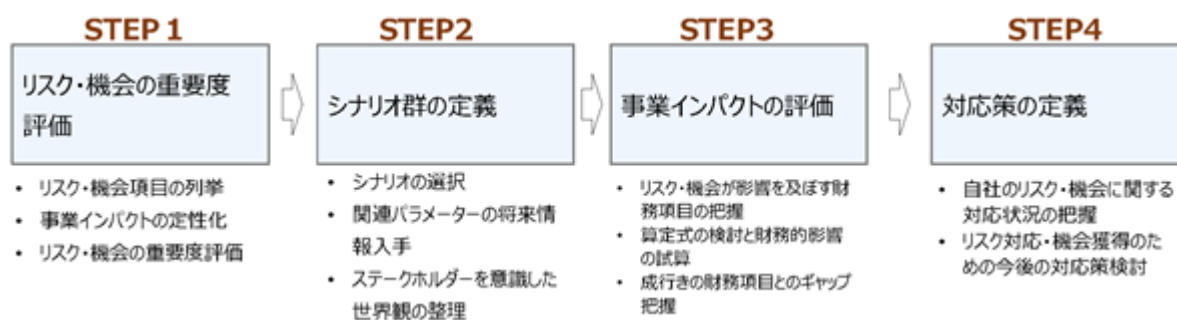 STEP 1
リスク・機会の重要度
評価
• リスク・機会項目の列挙
• 事業インパクトの定性化
• リスク・機会の重要度評価
STEP2
シナリオ群の定義
• シナリオの選択
• 関連パラメーターの将来情
報入手
• ステークホルダーを意識した
世界観の整理
STEP3
事業インパクトの評価
• リスク・機会が影響を及ぼす財
務項目の把握
• 算定式の検討と財務的影響
の試算
• 成行きの財務項目とのギャップ
把握
STEP4
対応策の定義
• 自社のリスク・機会に関する
対応状況の把握
• リスク対応・機会獲得のた
めの今後の対応策検討